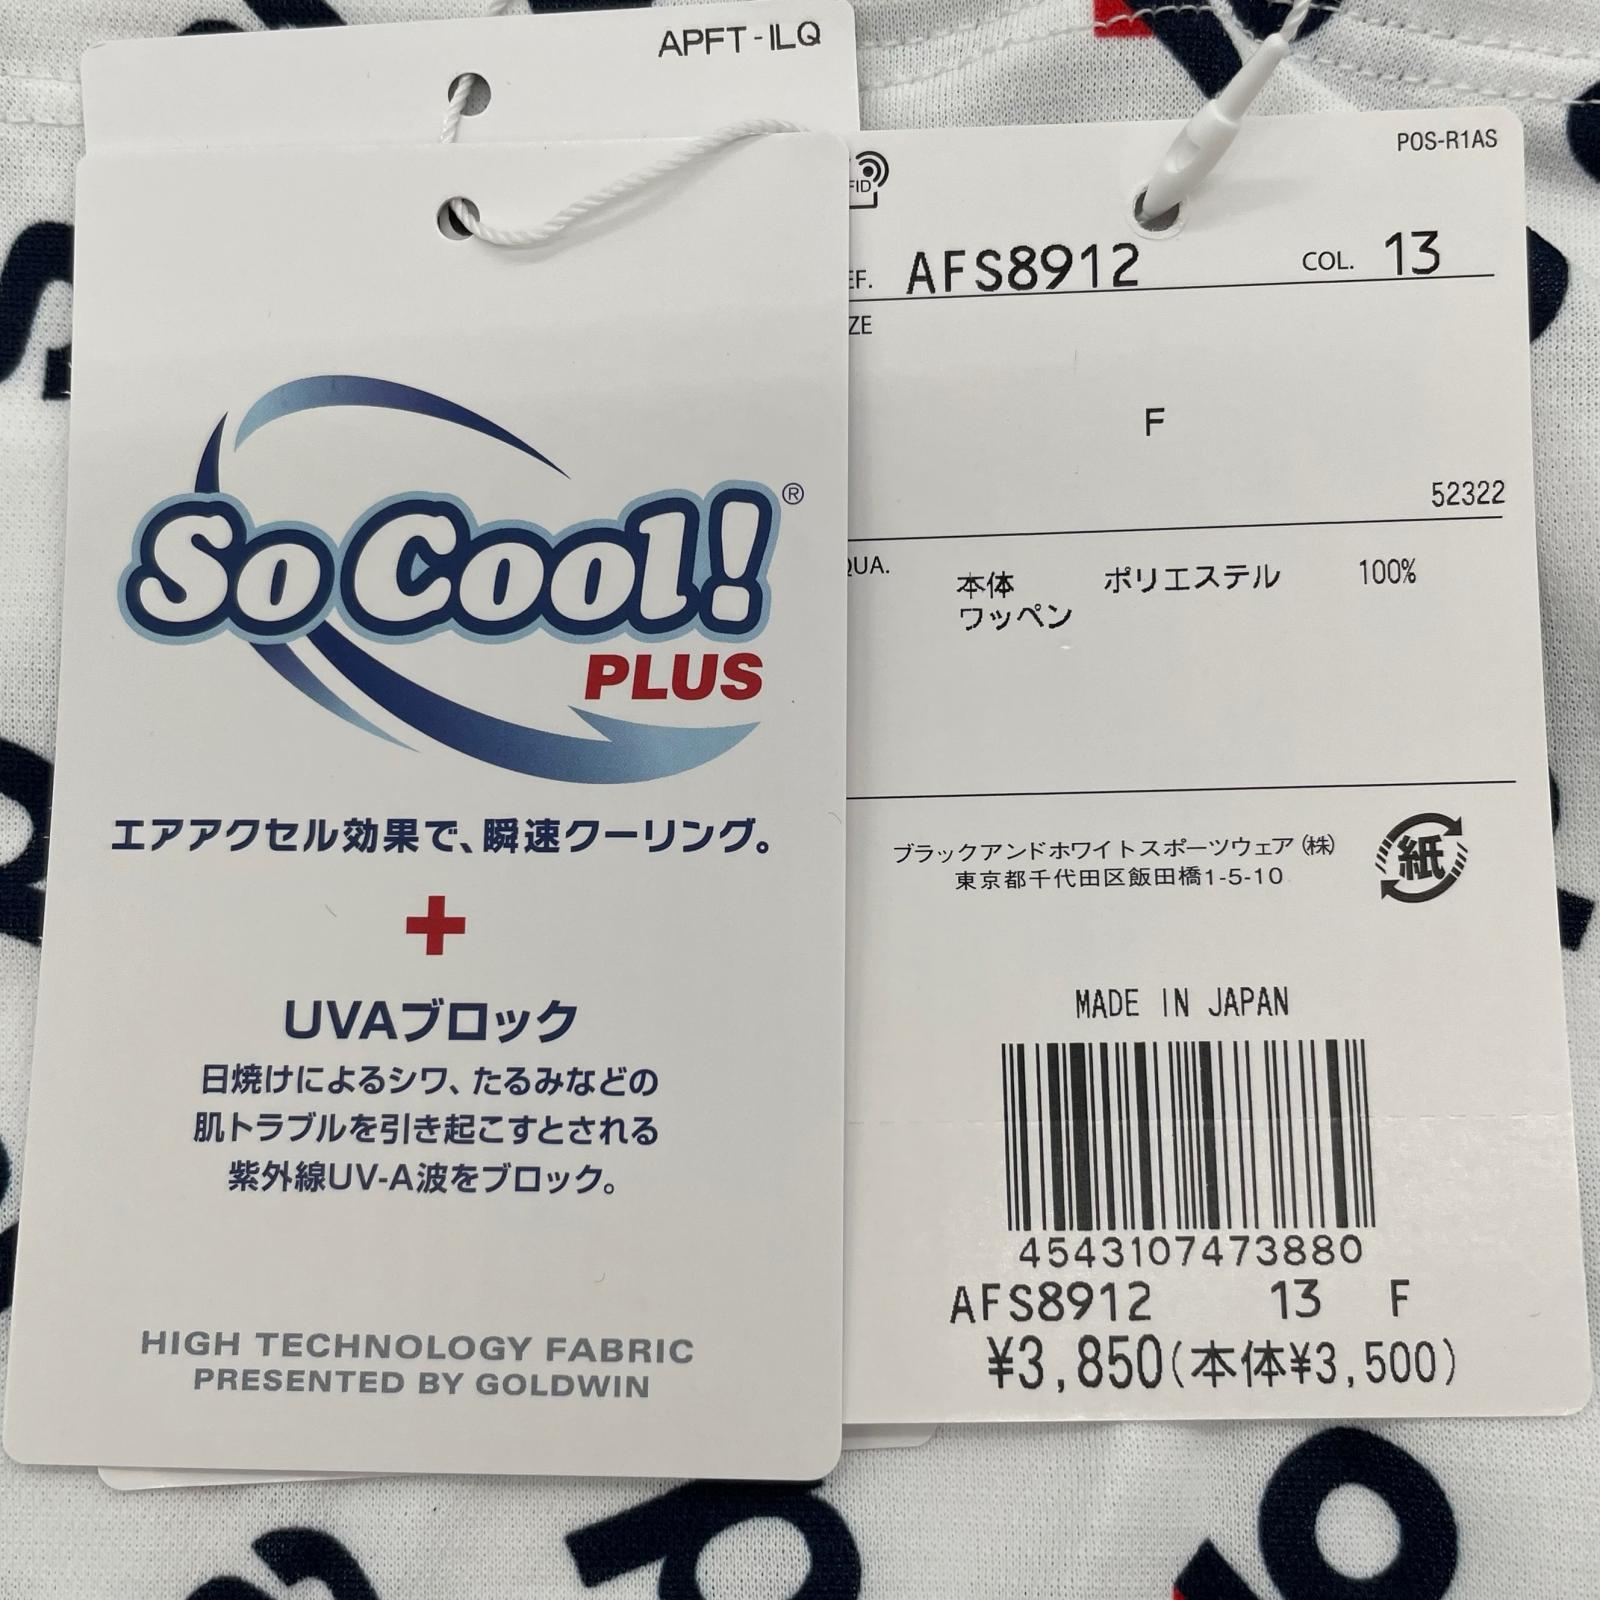 APFT-ILQ
So Cool!®
PLUS
エアアクセル効果で、瞬速クーリング。
+
UVAブロック
日焼けによるシワ、たるみなどの
肌トラブルを引き起こすとされる
紫外線UV-A波をブロック。
HIGH TECHNOLOGY FABRIC
PRESENTED BY GOLDWIN
POS-R1AS
FID
EF. AFS8912 COL. 13
ZE
F
52322
QUA. 本体 ポリエステル 100%
ワッペン
ブラックアンドホワイトスポーツウェア(株)
東京都千代田区飯田橋1-5-10
紙
MADE IN JAPAN
4543107473880
AFS8912 13 F
¥3,850(本体¥3,500)